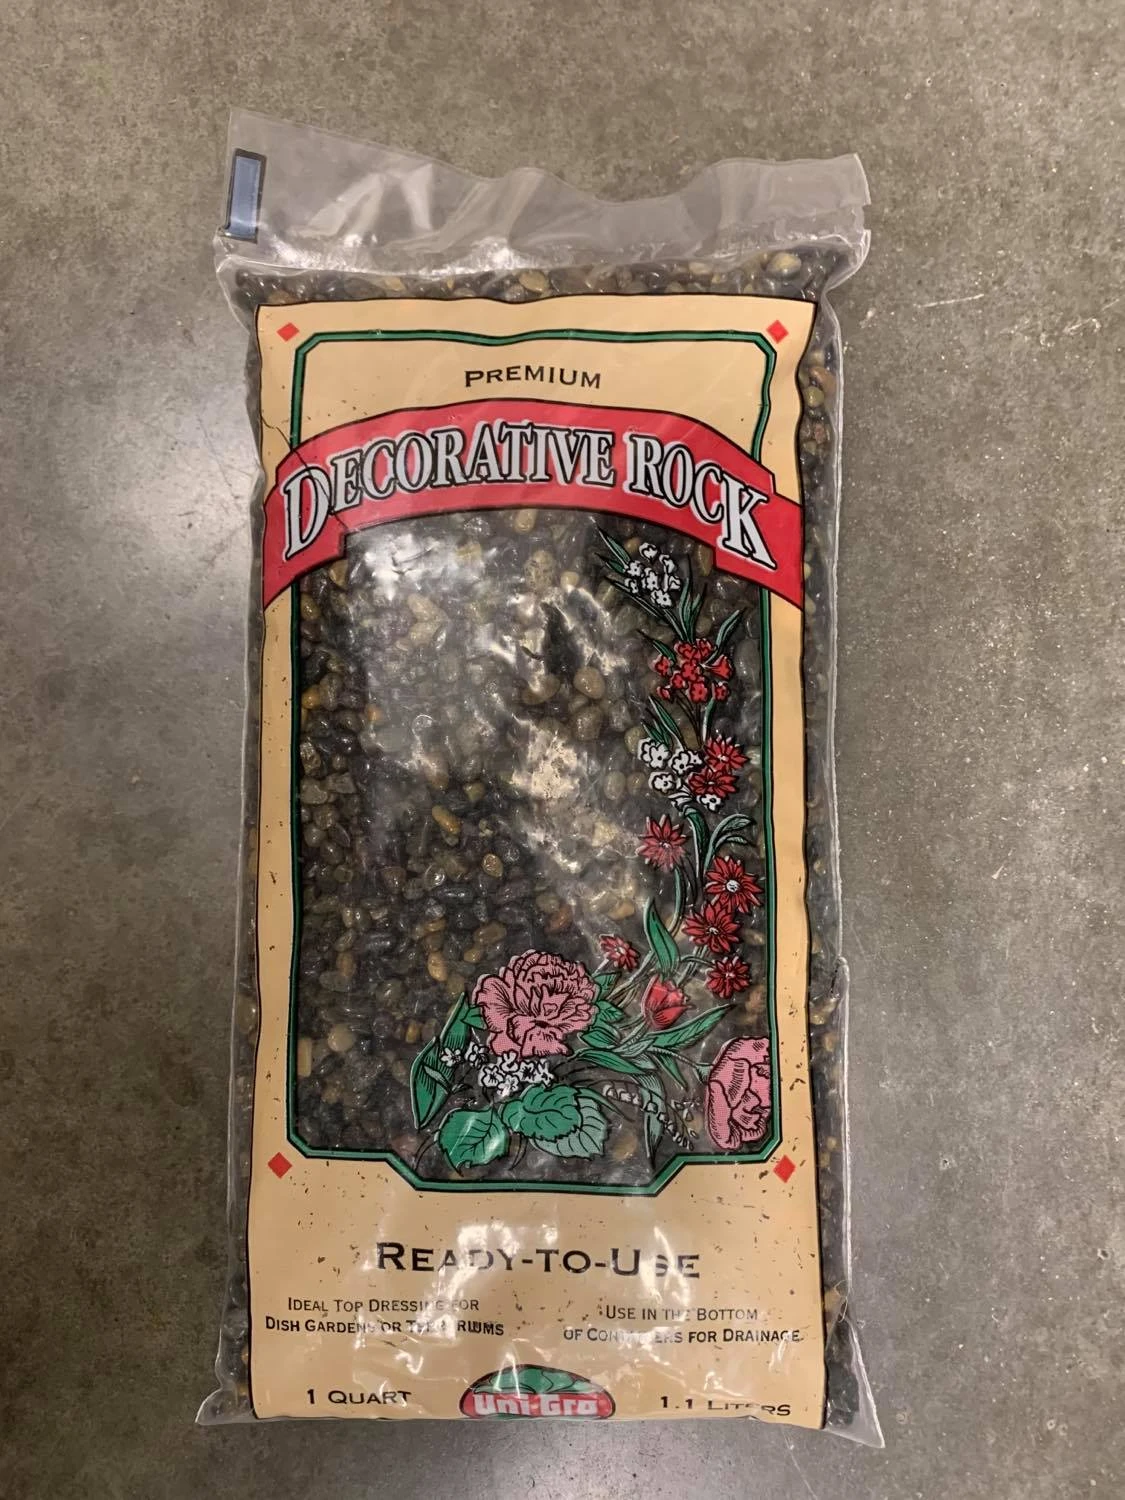 PREMIUM
DECORATIVE ROCK
READY-TO-USE
IDEAL TOP DRESSING FOR
DISH GARDENS OR TERRARIUMS
USE IN THE BOTTOM
OF CONTAINERS FOR DRAINAGE.
1 QUART
Uni-Gro
1.1 LITERS